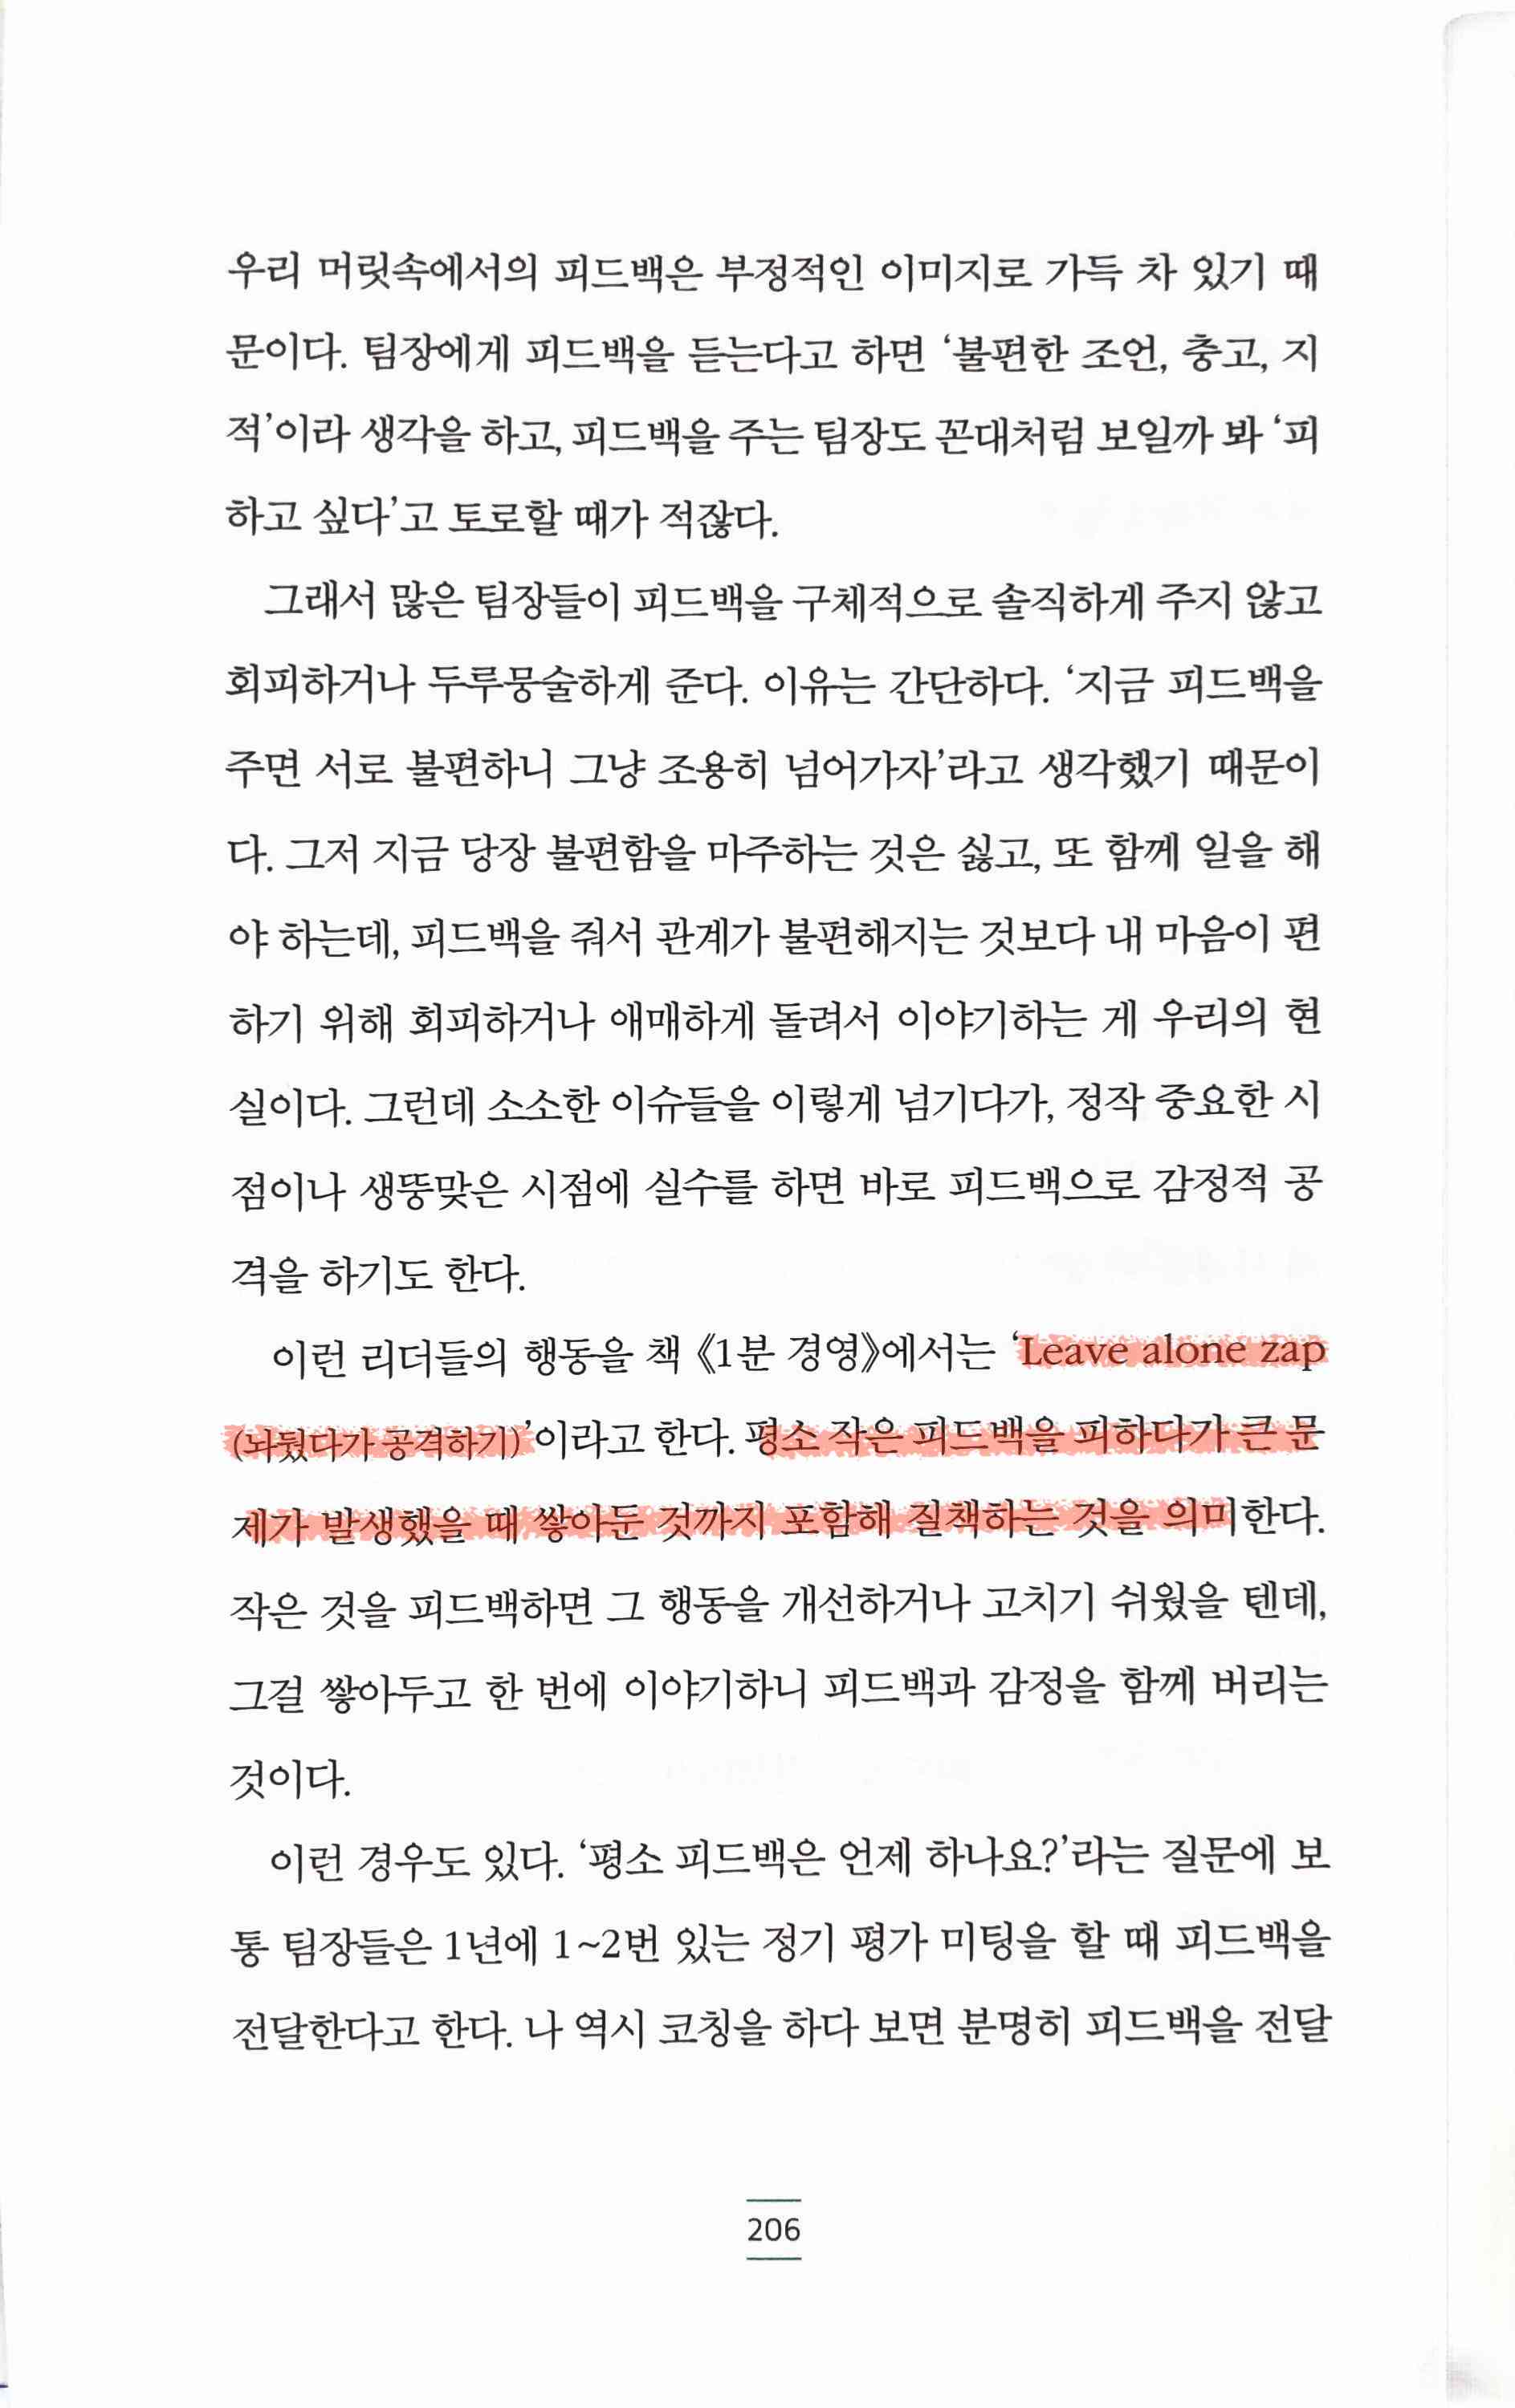 우리 머릿속에서의 피드백은 부정적인 이미지로 가득 차 있기 때
문이다. 팀장에게 피드백을 듣는다고 하면 ‘불편한 조언, 충고, 지
적’이라 생각을 하고, 피드백을 주는 팀장도 꼰대처럼 보일까 봐 ‘피
하고 싶다’고 토로할 때가 적잖다.
그래서 많은 팀장들이 피드백을 구체적으로 솔직하게 주지 않고
회피하거나 두루뭉술하게 준다. 이유는 간단하다. ‘지금 피드백을
주면 서로 불편하니 그냥 조용히 넘어가자’라고 생각했기 때문이
다. 그저 지금 당장 불편함을 마주하는 것은 싫고, 또 함께 일을 해
야 하는데, 피드백을 줘서 관계가 불편해지는 것보다 내 마음이 편
하기 위해 회피하거나 애매하게 돌려서 이야기하는 게 우리의 현
실이다. 그런데 소소한 이슈들을 이렇게 넘기다가, 정작 중요한 시
점이나 생뚱맞은 시점에 실수를 하면 바로 피드백으로 감정적 공
격을 하기도 한다.
이런 리더들의 행동을 책 《1분 경영》에서는 ‘Leave alone zap
(놔뒀다가 공격하기)’이라고 한다. 평소 작은 피드백을 피하다가 큰 문
제가 발생했을 때 쌓아둔 것까지 포함해 질책하는 것을 의미한다.
작은 것을 피드백하면 그 행동을 개선하거나 고치기 쉬웠을 텐데,
그걸 쌓아두고 한 번에 이야기하니 피드백과 감정을 함께 버리는
것이다.
이런 경우도 있다. ‘평소 피드백은 언제 하나요?’라는 질문에 보
통 팀장들은 1년에 1~2번 있는 정기 평가 미팅을 할 때 피드백을
전달한다고 한다. 나 역시 코칭을 하다 보면 분명히 피드백을 전달
206